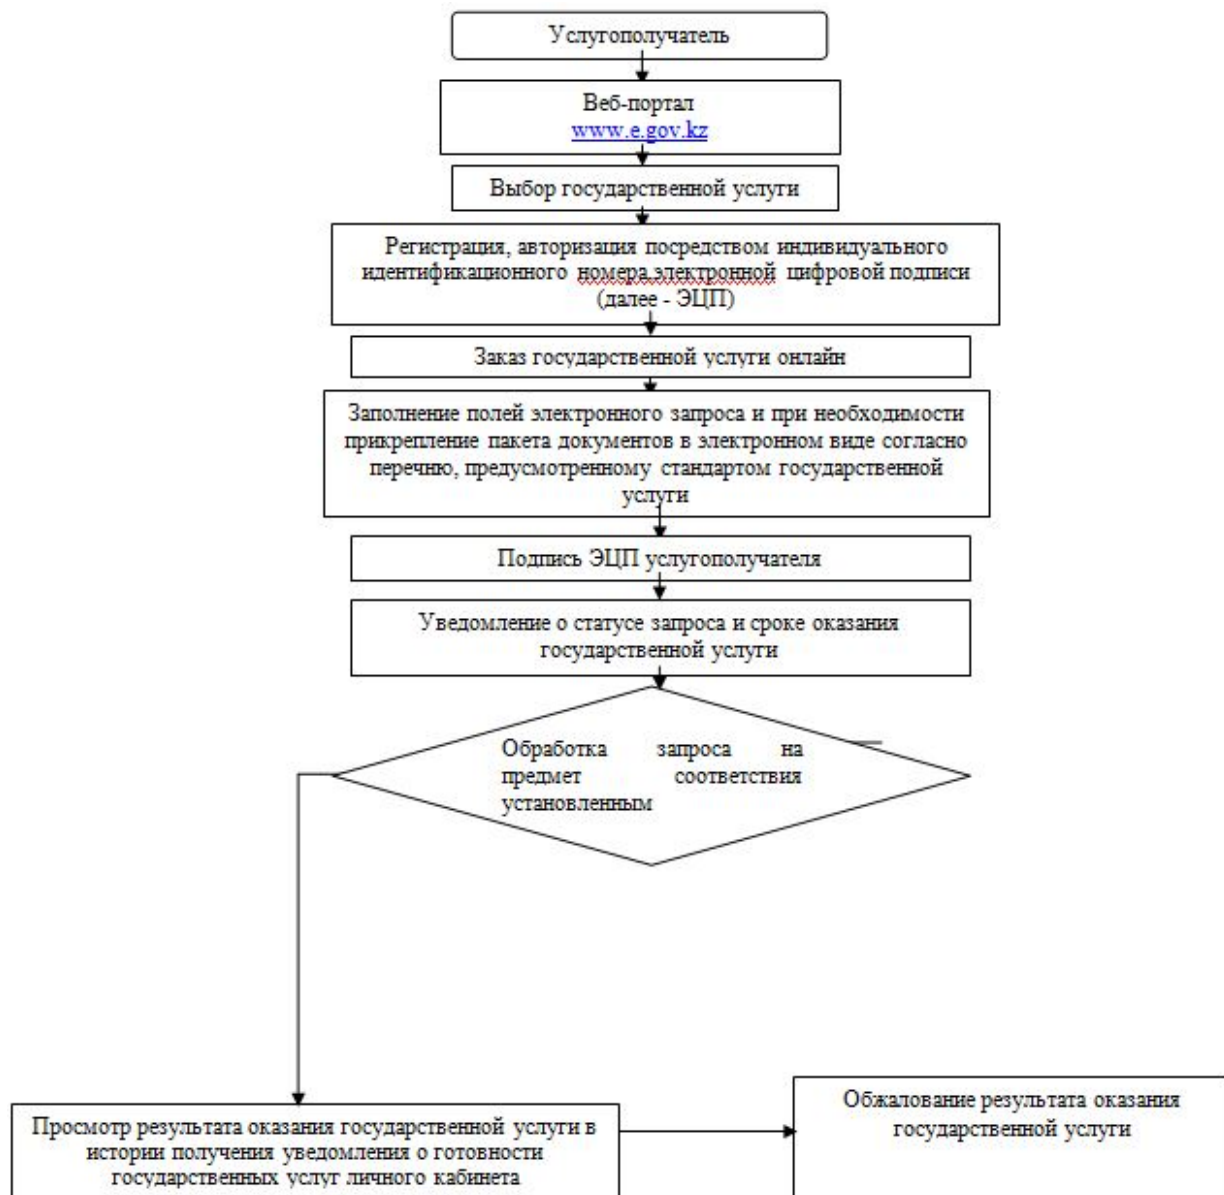 Услугополучатель
Веб-портал
www.e.gov.kz
Выбор государственной услуги
Регистрация, авторизация посредством индивидуального
идентификационного номера,электронной цифровой подписи
(далее - ЭЦП)
Заказ государственной услуги онлайн
Заполнение полей электронного запроса и при необходимости
прикрепление пакета документов в электронном виде согласно
перечню, предусмотренному стандартом государственной
услуги
Подпись ЭЦП услугополучателя
Уведомление о статусе запроса и сроке оказания
государственной услуги
Обработка запроса на
предмет соответствия
установленным
Просмотр результата оказания государственной услуги в
истории получения уведомления о готовности
государственных услуг личного кабинета
Обжалование результата оказания
государственной услуги